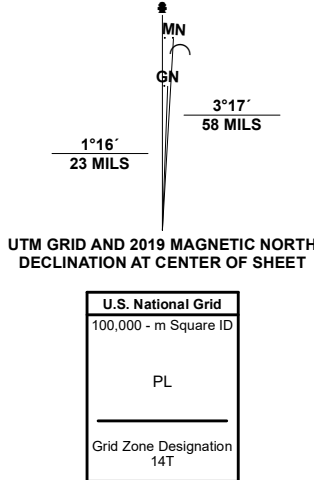 MN
GN
3°17´
58 MILS
1°16´
23 MILS
UTM GRID AND 2019 MAGNETIC NORTH
DECLINATION AT CENTER OF SHEET
U.S. National Grid
100,000 - m Square ID
PL
Grid Zone Designation
14T